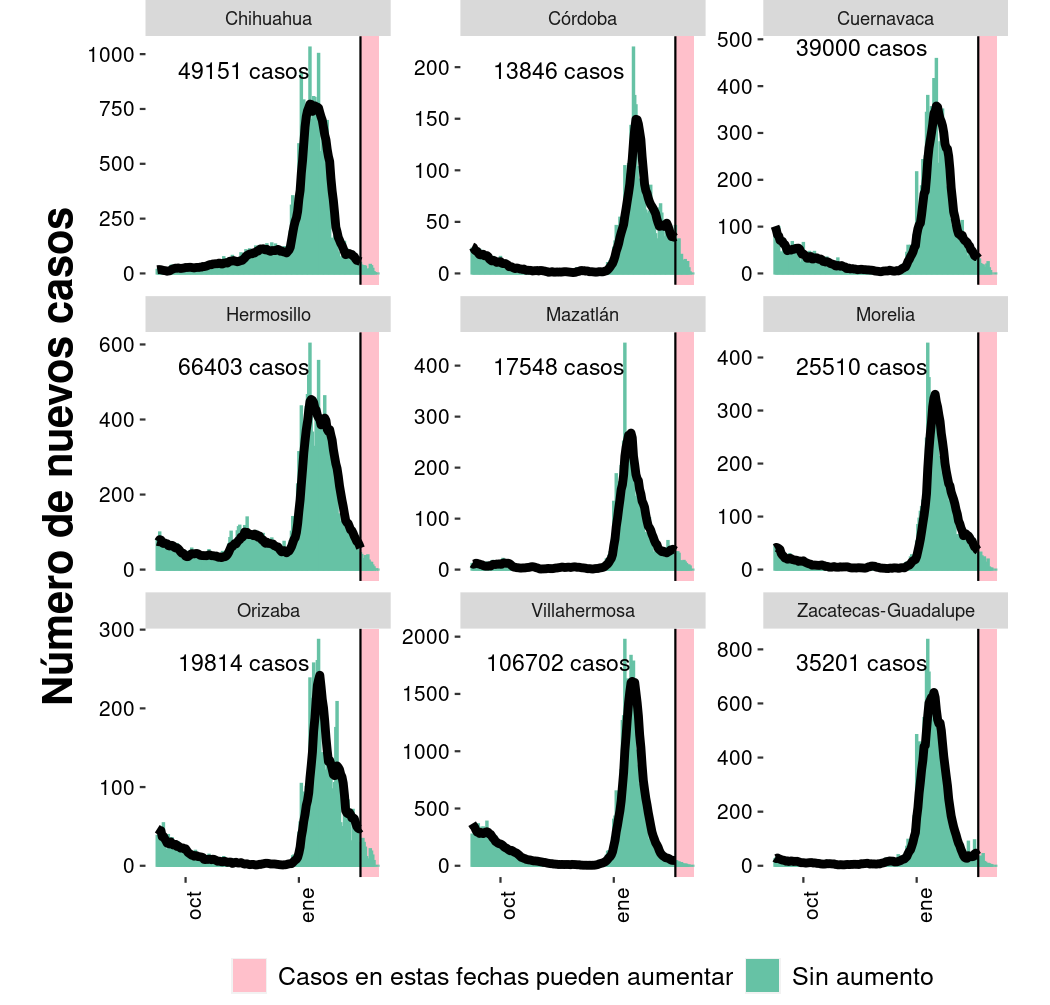 Número de nuevos casos
Chihuahua
49151 casos
1000
750
500
250
0
Córdoba
13846 casos
200
150
100
50
0
Cuernavaca
39000 casos
500
400
300
200
100
0
Hermosillo
66403 casos
600
400
200
0
Mazatlán
17548 casos
400
300
200
100
0
Morelia
25510 casos
400
300
200
100
0
Orizaba
19814 casos
300
200
100
0
oct
ene
Villahermosa
106702 casos
2000
1500
1000
500
0
oct
ene
Zacatecas-Guadalupe
35201 casos
800
600
400
200
0
oct
ene
Casos en estas fechas pueden aumentar
Sin aumento